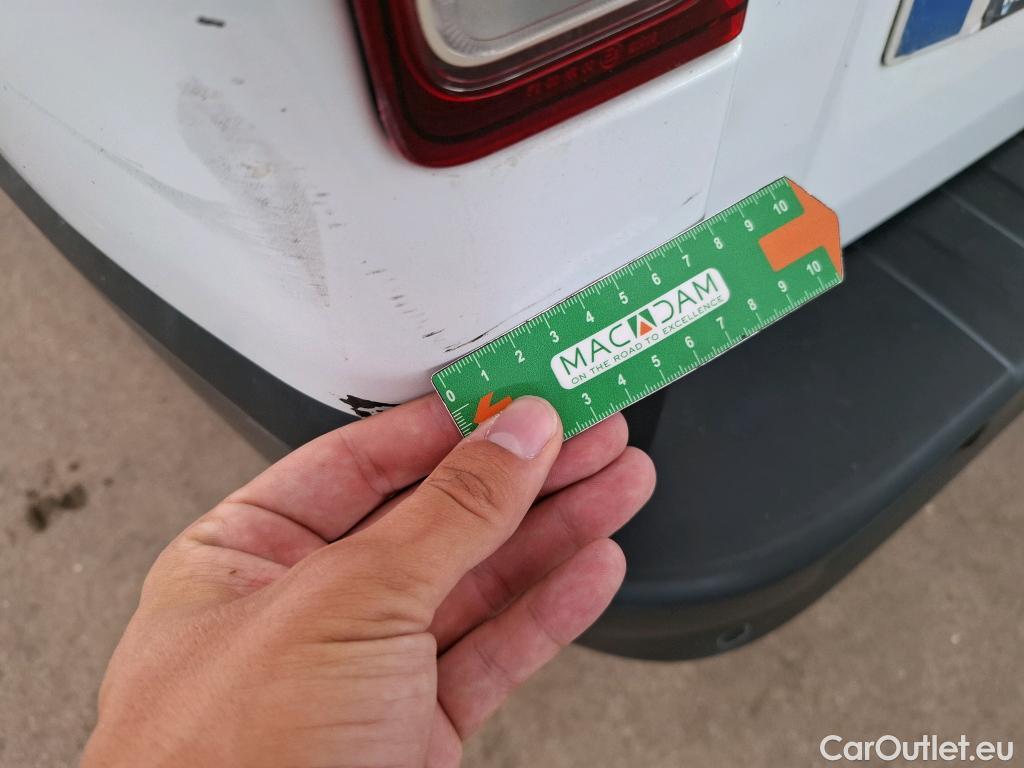 0 1 2 3 4 5 6 7 8 9 10
MACADAM
ON THE ROAD TO EXCELLENCE
3 4 5 6 7 8 9 10
CarOutlet.eu